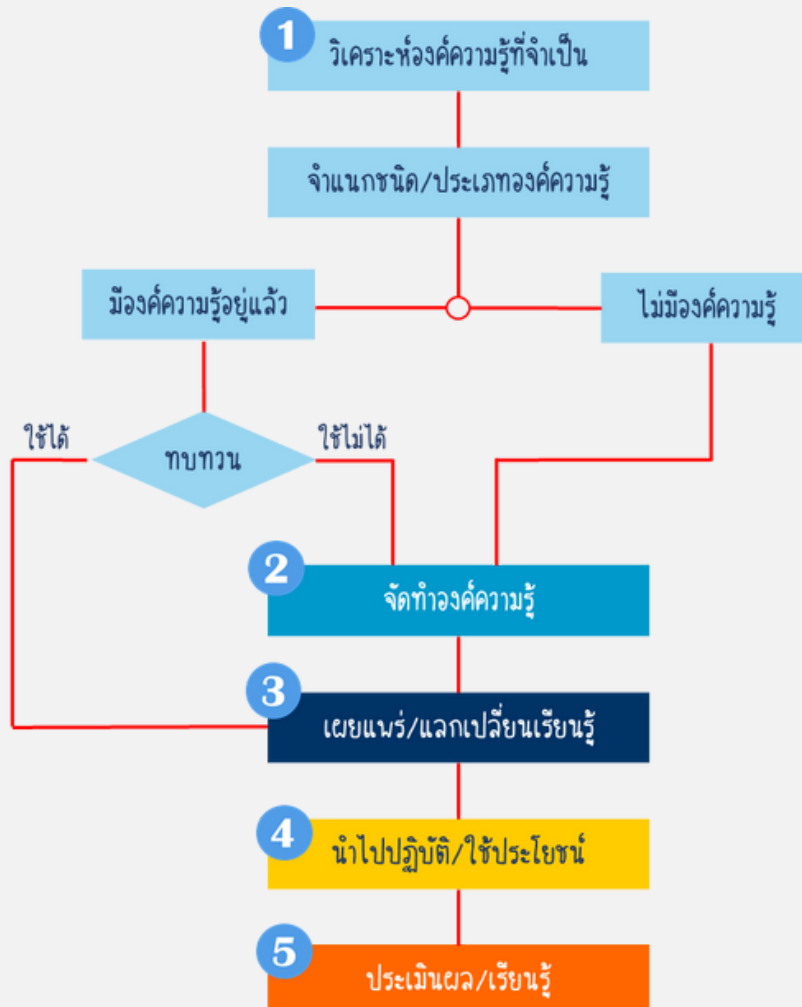 1
วิเคราะห์องค์ความรู้ที่จำเป็น
จำแนกชนิด/ประเภทองค์ความรู้
มีองค์ความรู้อยู่แล้ว
ไม่มีองค์ความรู้
ใช้ได้
ทบทวน
ใช้ไม่ได้
2
จัดทำองค์ความรู้
3
เผยแพร่/แลกเปลี่ยนเรียนรู้
4
นำไปปฏิบัติ/ใช้ประโยชน์
5
ประเมินผล/เรียนรู้